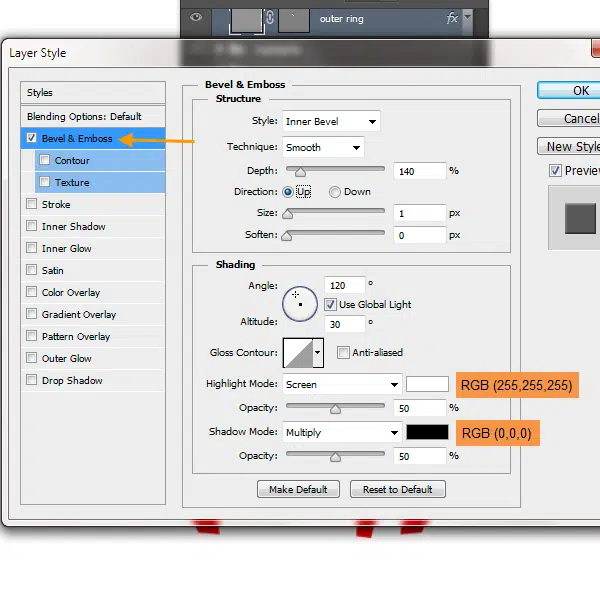 outer ring fx
Layer Style
Styles
Blending Options: Default
Bevel & Emboss
Contour
Texture
Stroke
Inner Shadow
Inner Glow
Satin
Color Overlay
Gradient Overlay
Pattern Overlay
Outer Glow
Drop Shadow
Bevel & Emboss
Structure
Style: Inner Bevel
Technique: Smooth
Depth: 140 %
Direction: Up Down
Size: 1 px
Soften: 0 px
Shading
Angle: 120 °
Use Global Light
Altitude: 30 °
Gloss Contour: Anti-aliased
Highlight Mode: Screen RGB (255,255,255)
Opacity: 50 %
Shadow Mode: Multiply RGB (0,0,0)
Opacity: 50 %
Make Default Reset to Default
OK
Cancel
New Style
Preview